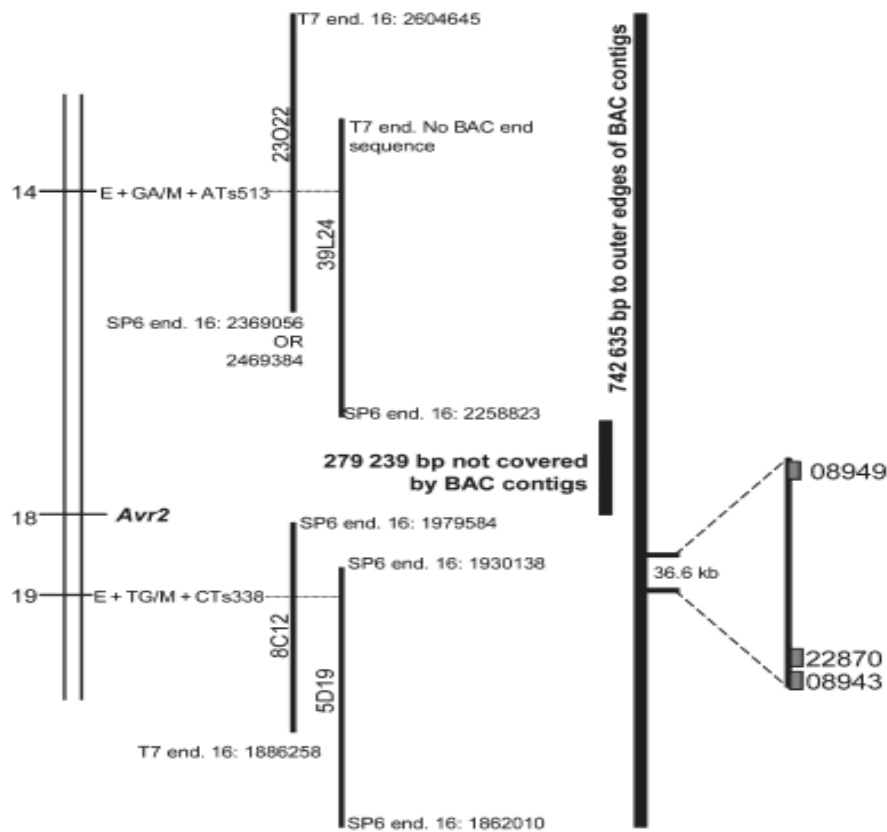 T7 end. 16: 2604645
23O22
T7 end. No BAC end
sequence
14
E + GA/M + ATs513
39L24
742 635 bp to outer edges of BAC contigs
SP6 end. 16: 2369056
OR
2469384
SP6 end. 16: 2258823
279 239 bp not covered
by BAC contigs
08949
18
Avr2
SP6 end. 16: 1979584
SP6 end. 16: 1930138
36.6 kb
19
E + TG/M + CTs338
8C12
5D19
22870
08943
T7 end. 16: 1886258
SP6 end. 16: 1862010